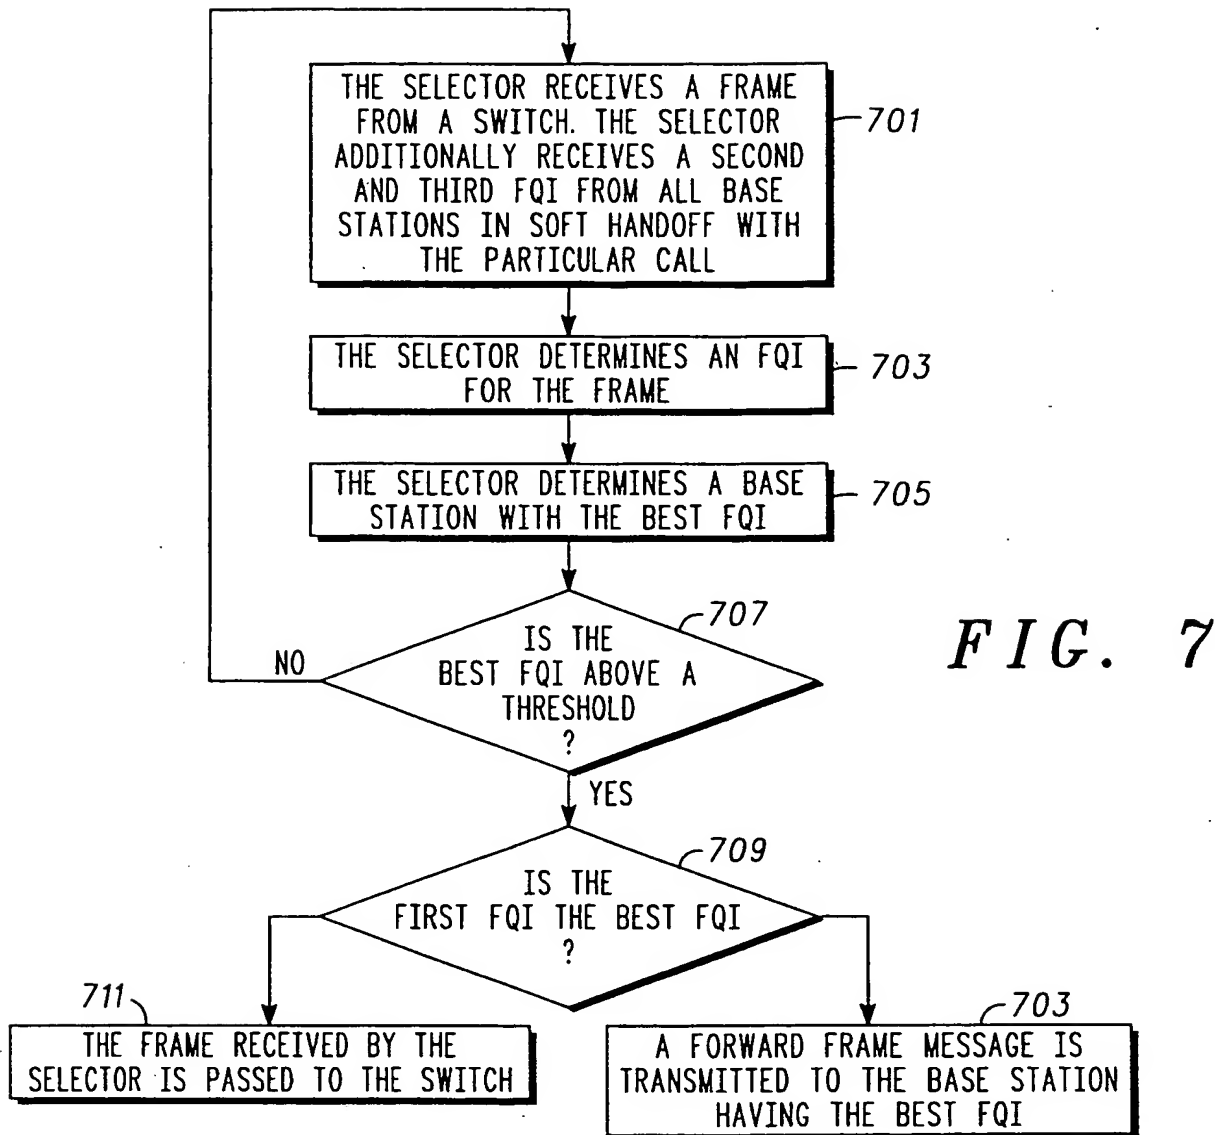 THE SELECTOR RECEIVES A FRAME
FROM A SWITCH. THE SELECTOR
ADDITIONALLY RECEIVES A SECOND
AND THIRD FQI FROM ALL BASE
STATIONS IN SOFT HANDOFF WITH
THE PARTICULAR CALL
701
THE SELECTOR DETERMINES AN FQI
FOR THE FRAME
703
THE SELECTOR DETERMINES A BASE
STATION WITH THE BEST FQI
705
707
IS THE
BEST FQI ABOVE A
THRESHOLD
?
NO
YES
FIG. 7
709
IS THE
FIRST FQI THE BEST FQI
?
711
THE FRAME RECEIVED BY THE
SELECTOR IS PASSED TO THE SWITCH
703
A FORWARD FRAME MESSAGE IS
TRANSMITTED TO THE BASE STATION
HAVING THE BEST FQI